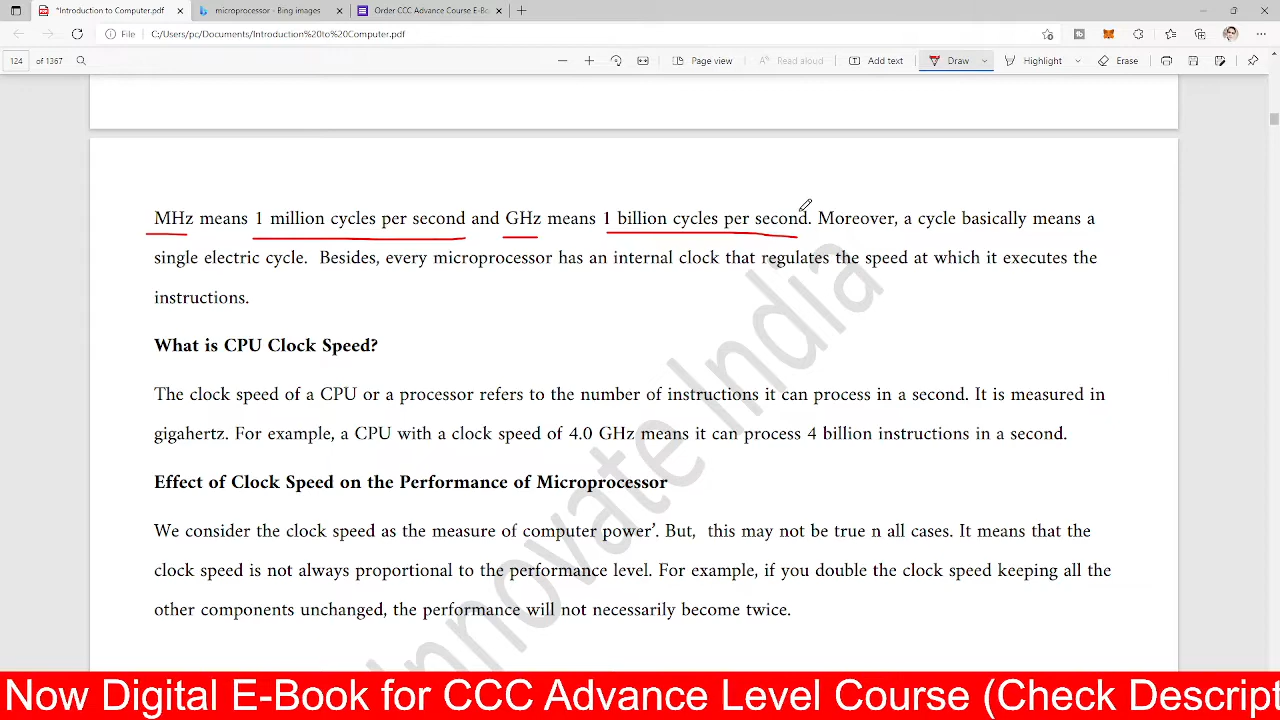 *Introduction to Computer.pdf
microprocessor - Bing images
Order CCC Advance Course E-Bo
File
C:/Users/pc/Documents/Introduction%20to%20Computer.pdf
124 of 1367
Page view
Read aloud
Add text
Draw
Highlight
Erase
MHz means 1 million cycles per second and GHz means 1 billion cycles per second. Moreover, a cycle basically means a
single electric cycle. Besides, every microprocessor has an internal clock that regulates the speed at which it executes the
instructions.
What is CPU Clock Speed?
The clock speed of a CPU or a processor refers to the number of instructions it can process in a second. It is measured in
gigahertz. For example, a CPU with a clock speed of 4.0 GHz means it can process 4 billion instructions in a second.
Effect of Clock Speed on the Performance of Microprocessor
We consider the clock speed as the measure of computer power’. But, this may not be true n all cases. It means that the
clock speed is not always proportional to the performance level. For example, if you double the clock speed keeping all the
other components unchanged, the performance will not necessarily become twice.
Innovate India
Now Digital E-Book for CCC Advance Level Course (Check Descript